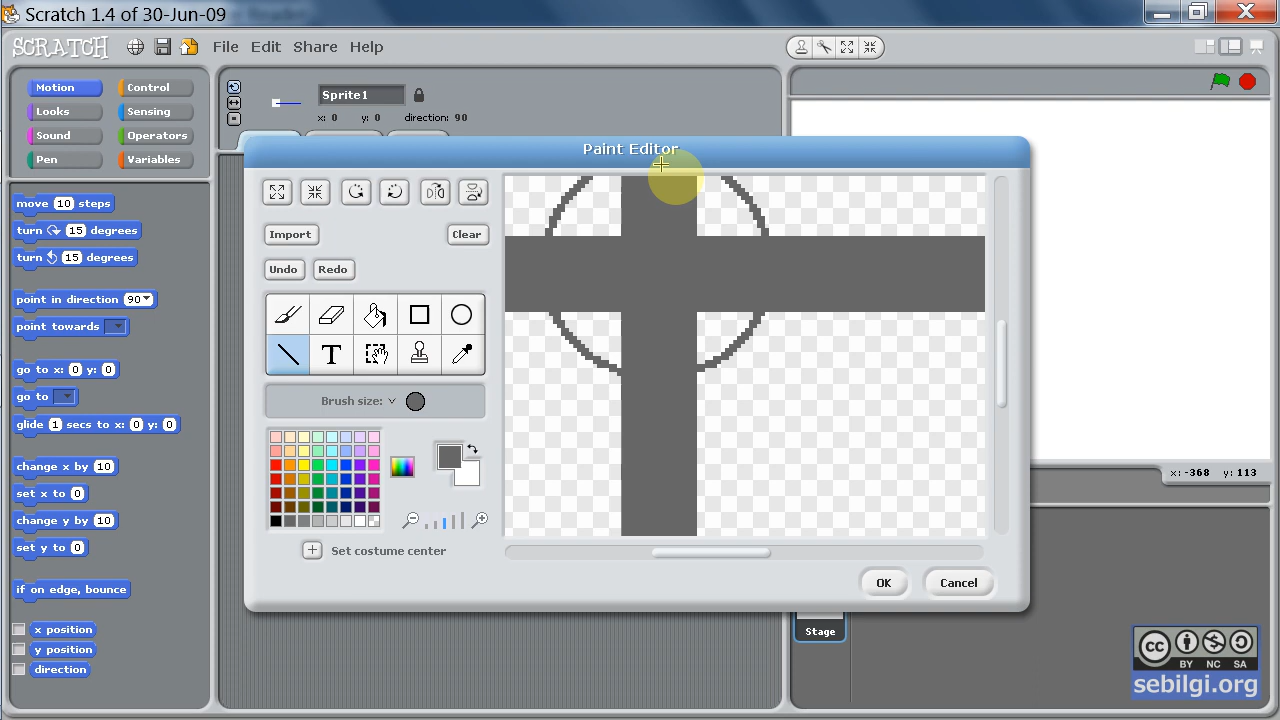 Scratch 1.4 of 30-Jun-09
SCRATCH File Edit Share Help
Motion Control
Looks Sensing
Sound Operators
Pen Variables
Sprite1
x: 0 y: 0 direction: 90
move 10 steps
turn 15 degrees
turn 15 degrees
point in direction 90
point towards
go to x: 0 y: 0
go to
glide 1 secs to x: 0 y: 0
change x by 10
set x to 0
change y by 10
set y to 0
if on edge, bounce
x position
y position
direction
Paint Editor
Import Clear
Undo Redo
T
Brush size:
Set costume center
OK Cancel
x: -368 y: 113
Stage
CC BY NC SA
sebilgi.org